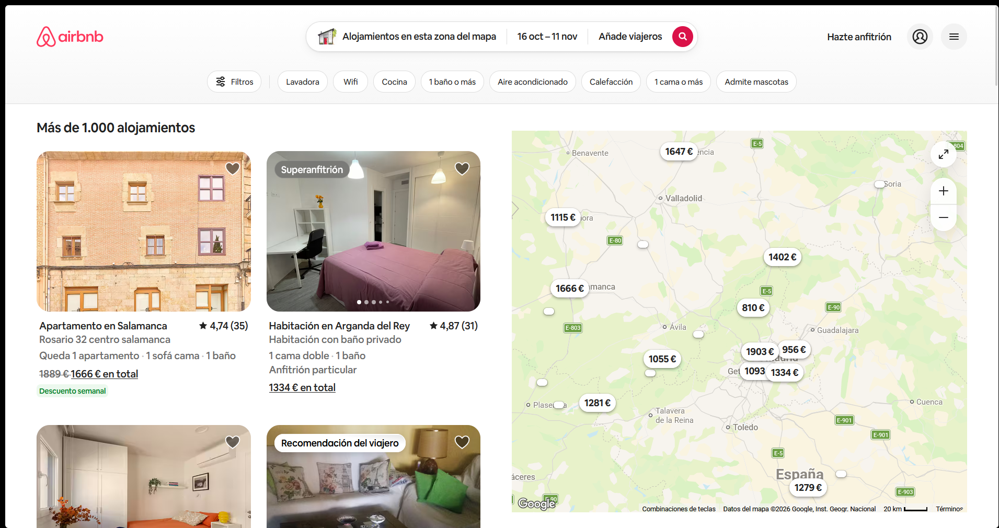 airbnb
Alojamientos en esta zona del mapa
16 oct – 11 nov
Añade viajeros
Hazte anfitrión
Filtros
Lavadora
Wifi
Cocina
1 baño o más
Aire acondicionado
Calefacción
1 cama o más
Admite mascotas
Más de 1.000 alojamientos
Apartamento en Salamanca
4,74 (35)
Rosario 32 centro salamanca
Queda 1 apartamento · 1 sofá cama · 1 baño
1889 € 1666 € en total
Descuento semanal
Superanfitrión
Habitación en Arganda del Rey
4,87 (31)
Habitación con baño privado
1 cama doble · 1 baño
Anfitrión particular
1334 € en total
Recomendación del viajero
E-5
804
Benavente
1647 €
encia
Soria
Valladolid
1115 €
ora
E-80
1402 €
1666 €
manca
E-5
810 €
E-90
E-803
Ávila
Guadalajara
1903 €
956 €
1055 €
Get
1093
1334 €
Plasencia
1281 €
Talavera
de la Reina
Cuenca
E-901
Toledo
E-901
E-5
España
áceres
1279 €
E-903
90
Google
Combinaciones de teclas
Datos del mapa ©2026 Google, Inst. Geogr. Nacional
20 km
Términos